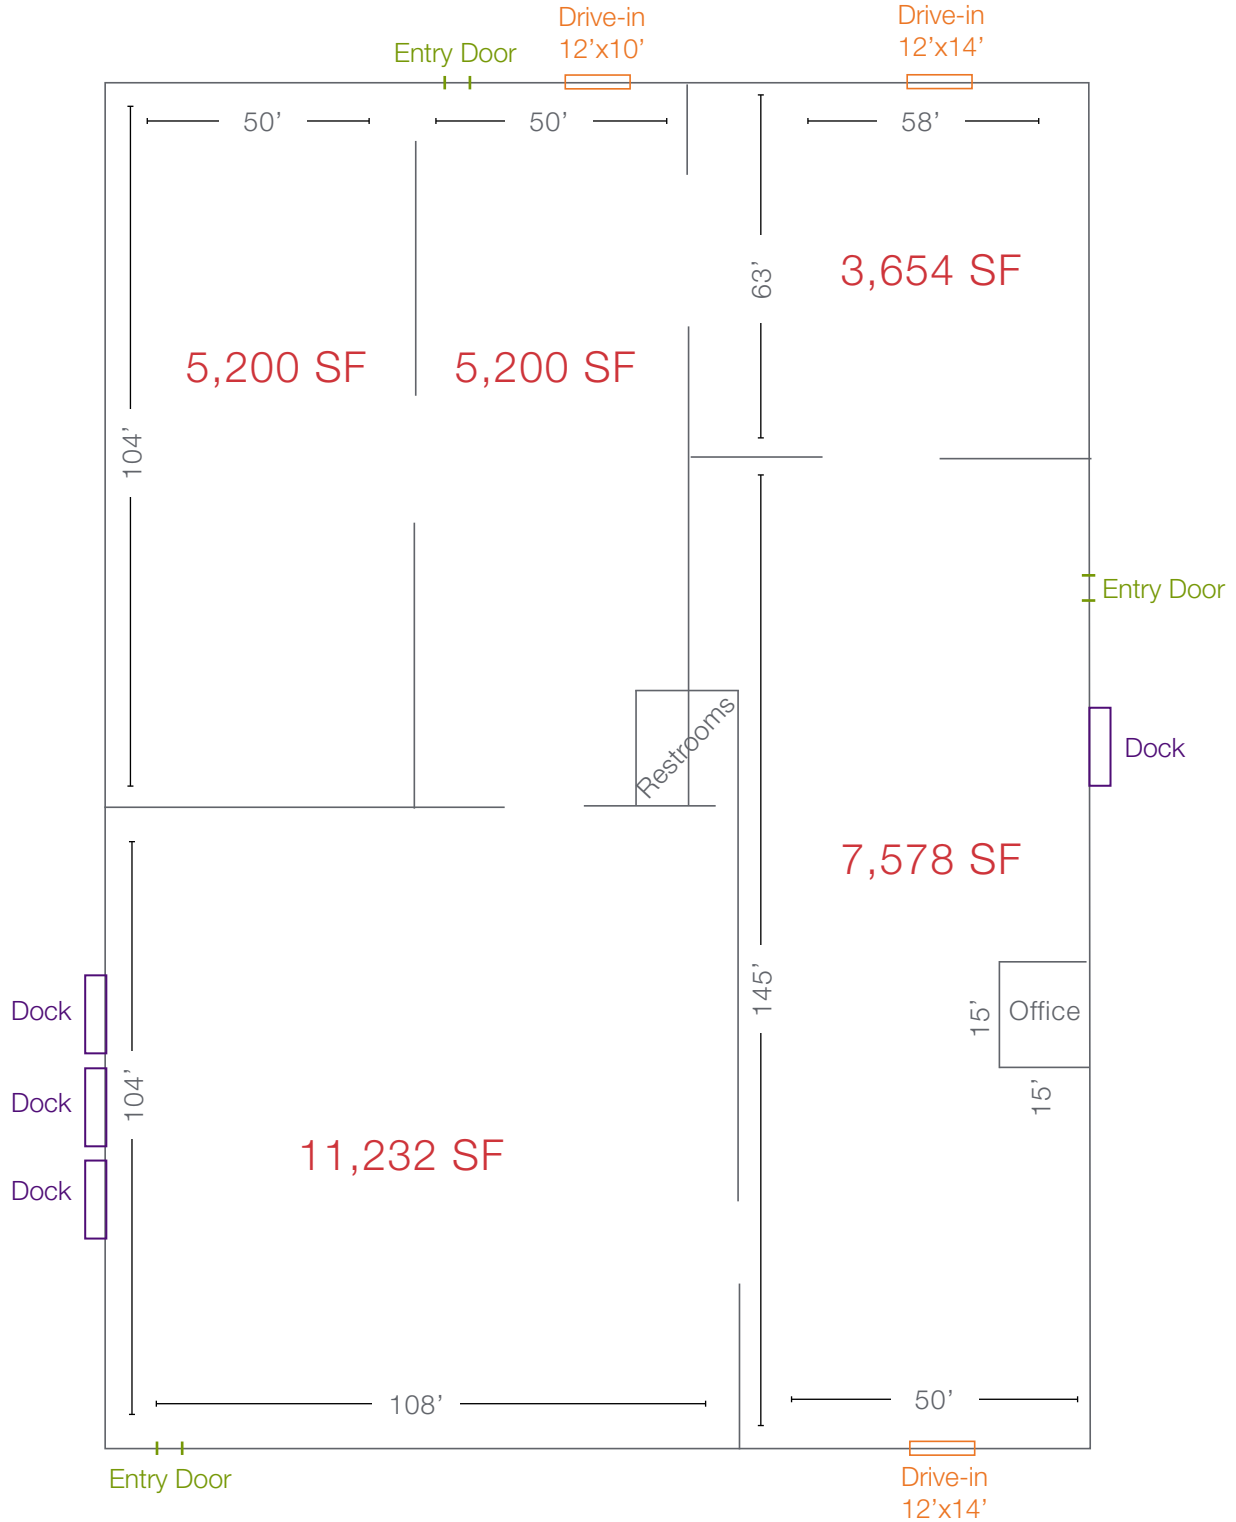 Drive-in
12’x10’
Drive-in
12’x14’
Entry Door
50’
50’
58’
63’
3,654 SF
5,200 SF
5,200 SF
104’
Entry Door
Restrooms
Dock
7,578 SF
145’
15’
Office
Dock
15’
104’
Dock
11,232 SF
Dock
108’
50’
Entry Door
Drive-in
12’x14’